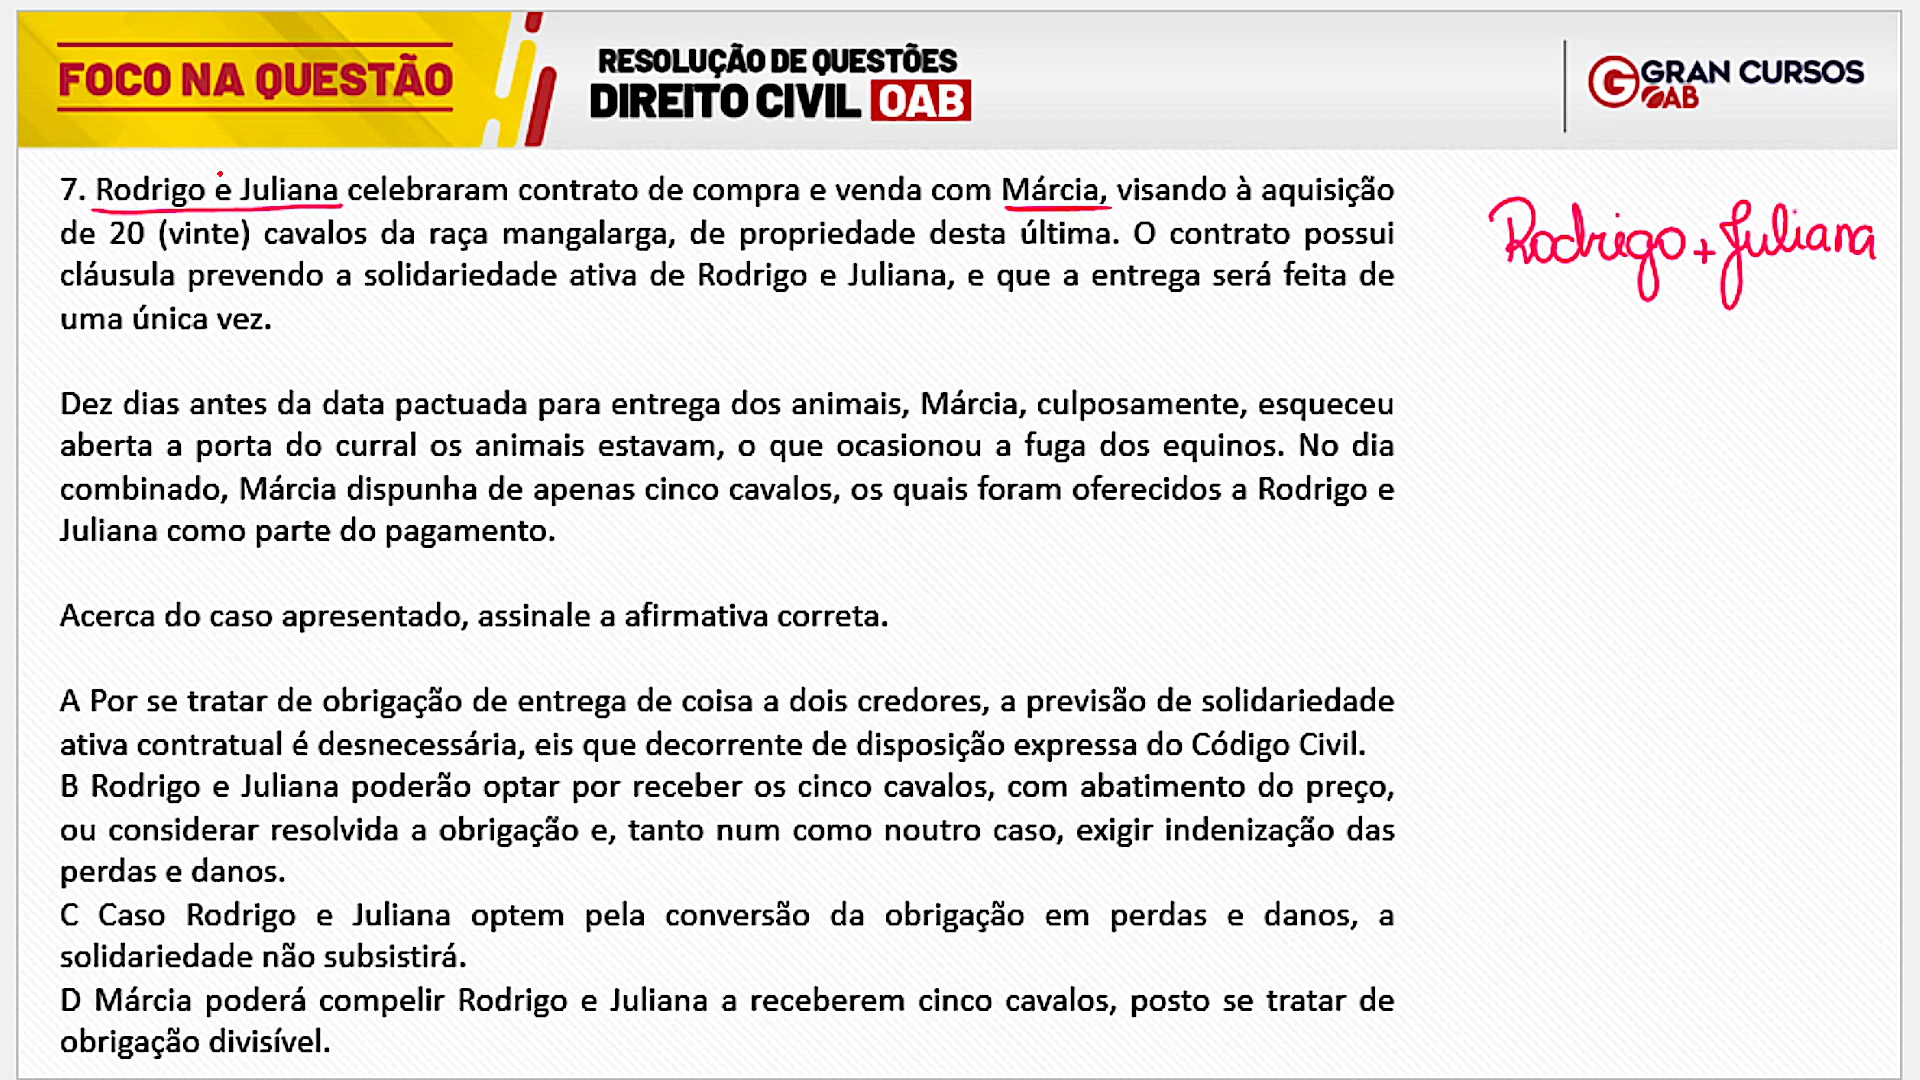 FOCO NA QUESTÃO
RESOLUÇÃO DE QUESTÕES
DIREITO CIVIL OAB
GRAN CURSOS
OAB
7. Rodrigo e Juliana celebraram contrato de compra e venda com Márcia, visando à aquisição
de 20 (vinte) cavalos da raça mangalarga, de propriedade desta última. O contrato possui
cláusula prevendo a solidariedade ativa de Rodrigo e Juliana, e que a entrega será feita de
uma única vez.
Rodrigo + Juliana
Dez dias antes da data pactuada para entrega dos animais, Márcia, culposamente, esqueceu
aberta a porta do curral os animais estavam, o que ocasionou a fuga dos equinos. No dia
combinado, Márcia dispunha de apenas cinco cavalos, os quais foram oferecidos a Rodrigo e
Juliana como parte do pagamento.
Acerca do caso apresentado, assinale a afirmativa correta.
A Por se tratar de obrigação de entrega de coisa a dois credores, a previsão de solidariedade
ativa contratual é desnecessária, eis que decorrente de disposição expressa do Código Civil.
B Rodrigo e Juliana poderão optar por receber os cinco cavalos, com abatimento do preço,
ou considerar resolvida a obrigação e, tanto num como noutro caso, exigir indenização das
perdas e danos.
C Caso Rodrigo e Juliana optem pela conversão da obrigação em perdas e danos, a
solidariedade não subsistirá.
D Márcia poderá compelir Rodrigo e Juliana a receberem cinco cavalos, posto se tratar de
obrigação divisível.